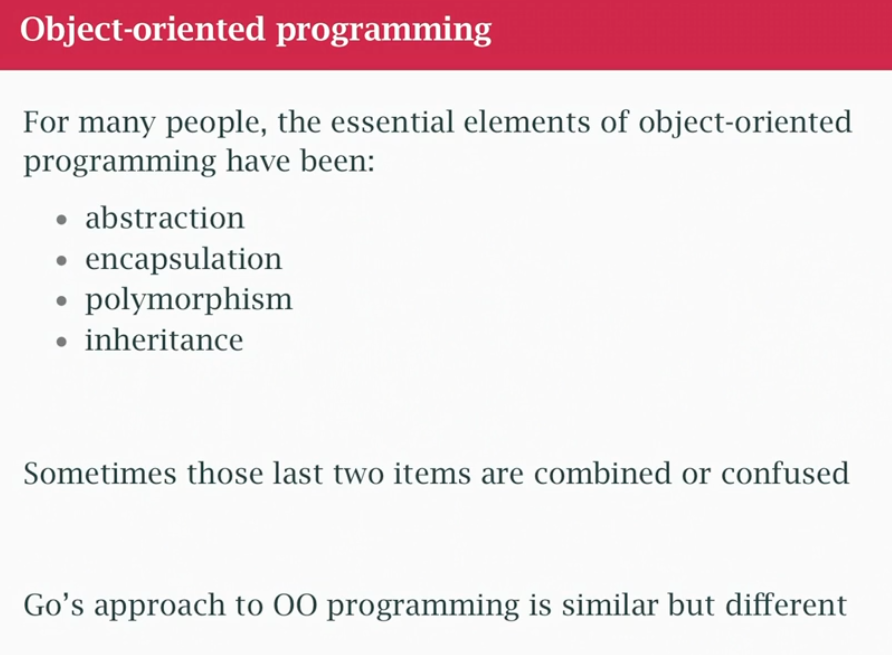 Object-oriented programming
For many people, the essential elements of object-oriented
programming have been:
• abstraction
• encapsulation
• polymorphism
• inheritance
Sometimes those last two items are combined or confused
Go’s approach to OO programming is similar but different